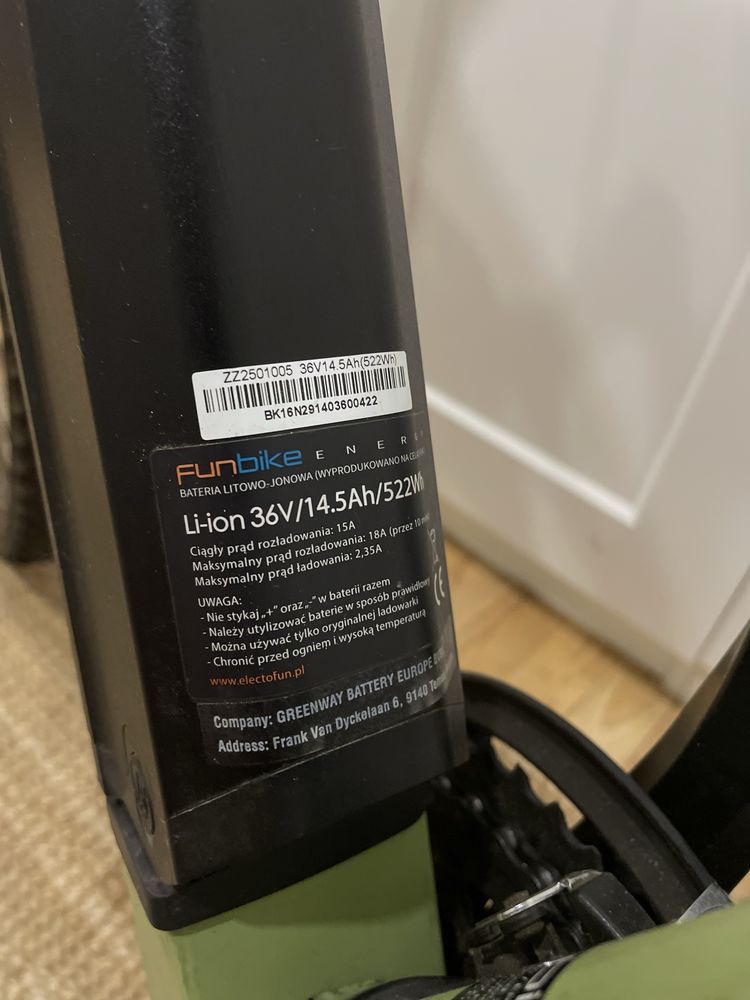 ZZ2501005 36V14.5Ah(522Wh)
BK16N291403600422
FUNbike ENERG
BATERIA LITOWO-JONOWA (WYPRODUKOWANO NA
Li-ion 36V/14.5Ah/522Wh
Ciągły prąd rozładowania: 15A
Maksymalny prąd rozładowania: 18A (przez 10 min)
Maksymalny prąd ładowania: 2,35A
UWAGA:
- Nie stykaj „+” oraz „-” w baterii razem
- Należy utylizować baterie w sposób prawidłowy
- Można używać tylko oryginalnej ładowarki
- Chronić przed ogniem i wysoką temperaturą
CE
www.electofun.pl
Company: GREENWAY BATTERY EUROPE
Address: Frank Van Dyckelaan 6, 9140